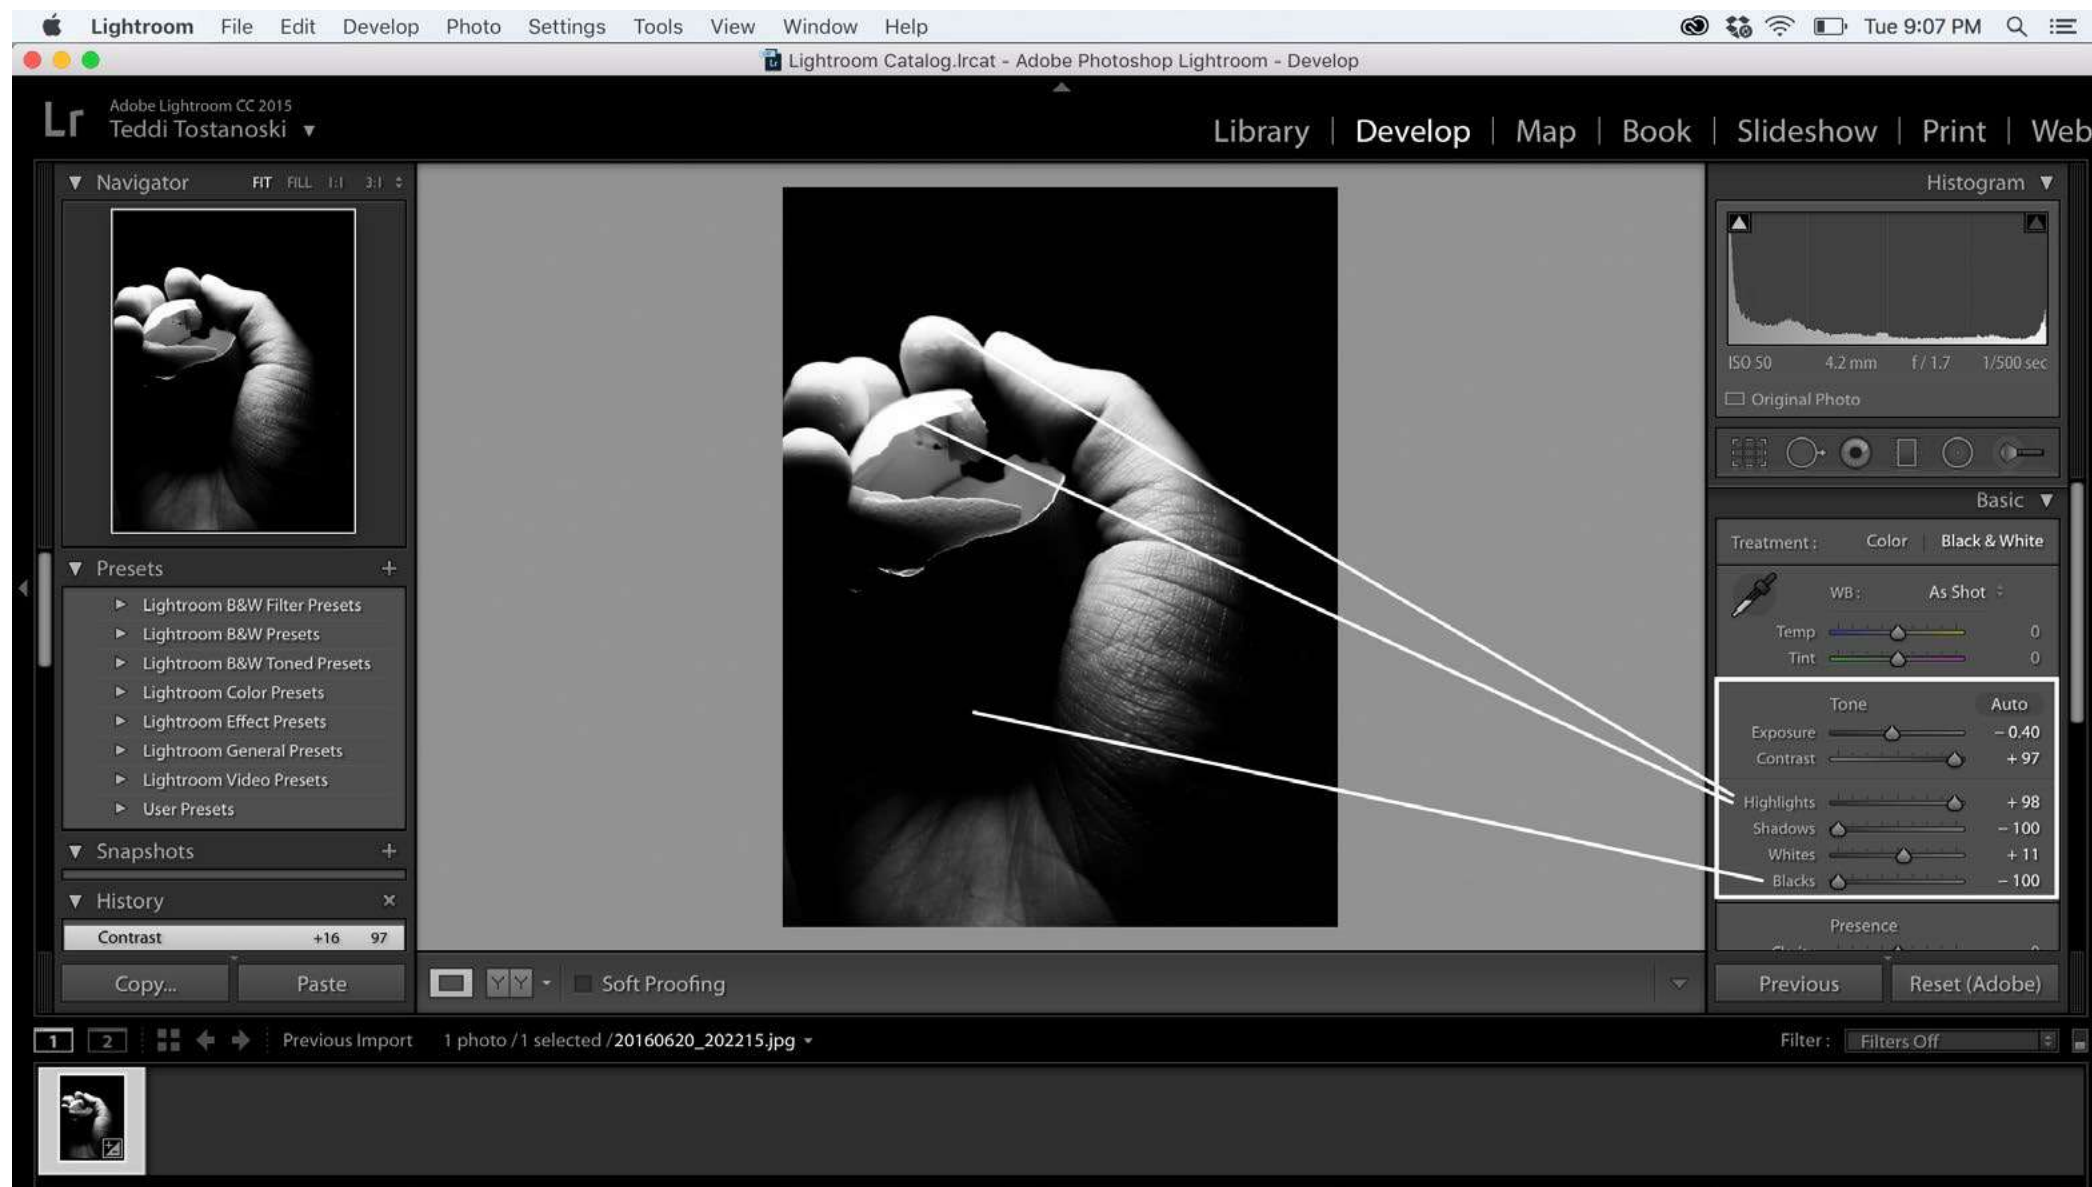 Lightroom File Edit Develop Photo Settings Tools View Window Help Tue 9:07 PM
Lightroom Catalog.lrcat - Adobe Photoshop Lightroom - Develop
Lr
Adobe Lightroom CC 2015
Teddi Tostanoski
Library | Develop | Map | Book | Slideshow | Print | Web
Navigator FIT FILL 1:1 3:1
Presets +
Lightroom B&W Filter Presets
Lightroom B&W Presets
Lightroom B&W Toned Presets
Lightroom Color Presets
Lightroom Effect Presets
Lightroom General Presets
Lightroom Video Presets
User Presets
Snapshots +
History ×
Contrast +16 97
Copy... Paste
Soft Proofing
Histogram
ISO 50 4.2 mm f / 1.7 1/500 sec
Original Photo
Basic
Treatment : Color Black & White
WB : As Shot
Temp 0
Tint 0
Tone Auto
Exposure – 0.40
Contrast + 97
Highlights + 98
Shadows – 100
Whites + 11
Blacks – 100
Presence
Previous Reset (Adobe)
1 2 Previous Import 1 photo / 1 selected / 20160620_202215.jpg Filter : Filters Off